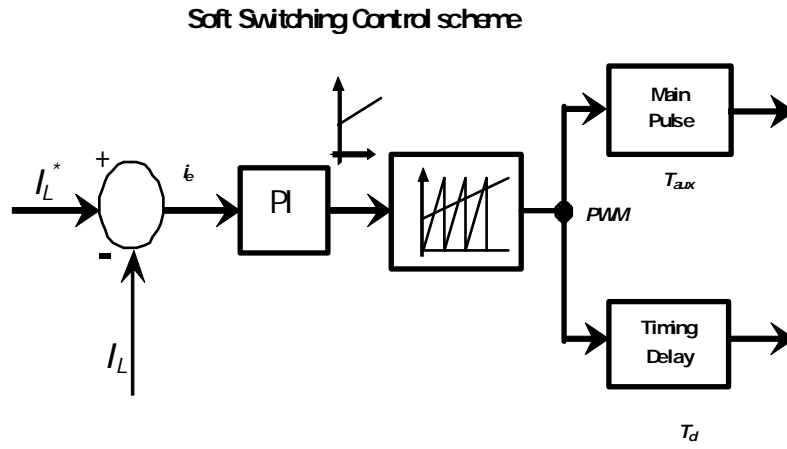 Soft Switching Control scheme
Main
Pulse
+
I_L^*
i_e
PI
T_aux
PWM
-
I_L
Timing
Delay
T_d